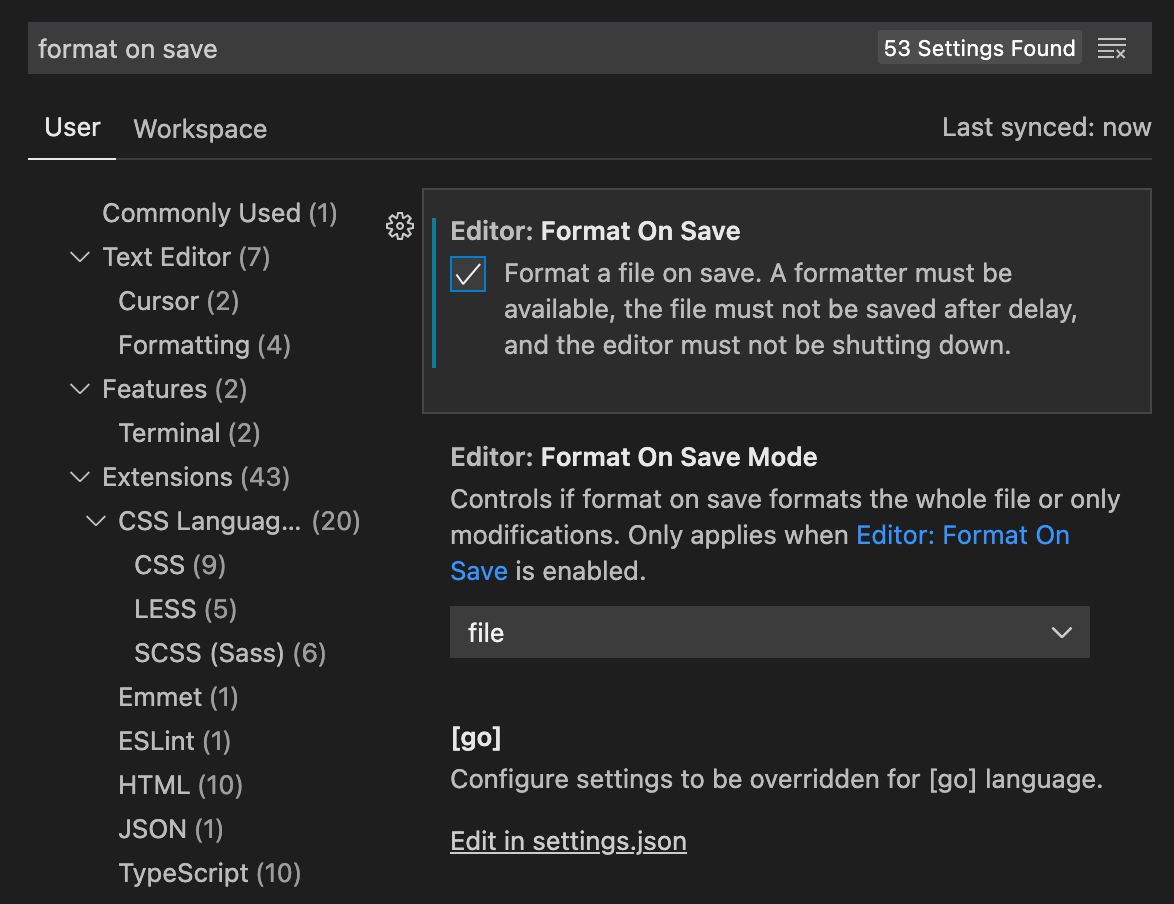 format on save
53 Settings Found
User
Workspace
Last synced: now
Commonly Used (1)
Text Editor (7)
Cursor (2)
Formatting (4)
Features (2)
Terminal (2)
Extensions (43)
CSS Languag... (20)
CSS (9)
LESS (5)
SCSS (Sass) (6)
Emmet (1)
ESLint (1)
HTML (10)
JSON (1)
TypeScript (10)
Editor: Format On Save
Format a file on save. A formatter must be
available, the file must not be saved after delay,
and the editor must not be shutting down.
Editor: Format On Save Mode
Controls if format on save formats the whole file or only
modifications. Only applies when Editor: Format On
Save is enabled.
file
[go]
Configure settings to be overridden for [go] language.
Edit in settings.json